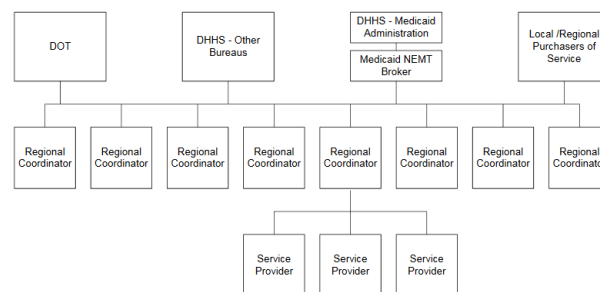 DOT
DHHS - Other
Bureaus
DHHS - Medicaid
Administration
Medicaid NEMT
Broker
Local /Regional
Purchasers of
Service
Regional
Coordinator
Regional
Coordinator
Regional
Coordinator
Regional
Coordinator
Regional
Coordinator
Regional
Coordinator
Regional
Coordinator
Regional
Coordinato
Service
Provider
Service
Provider
Service
Provider